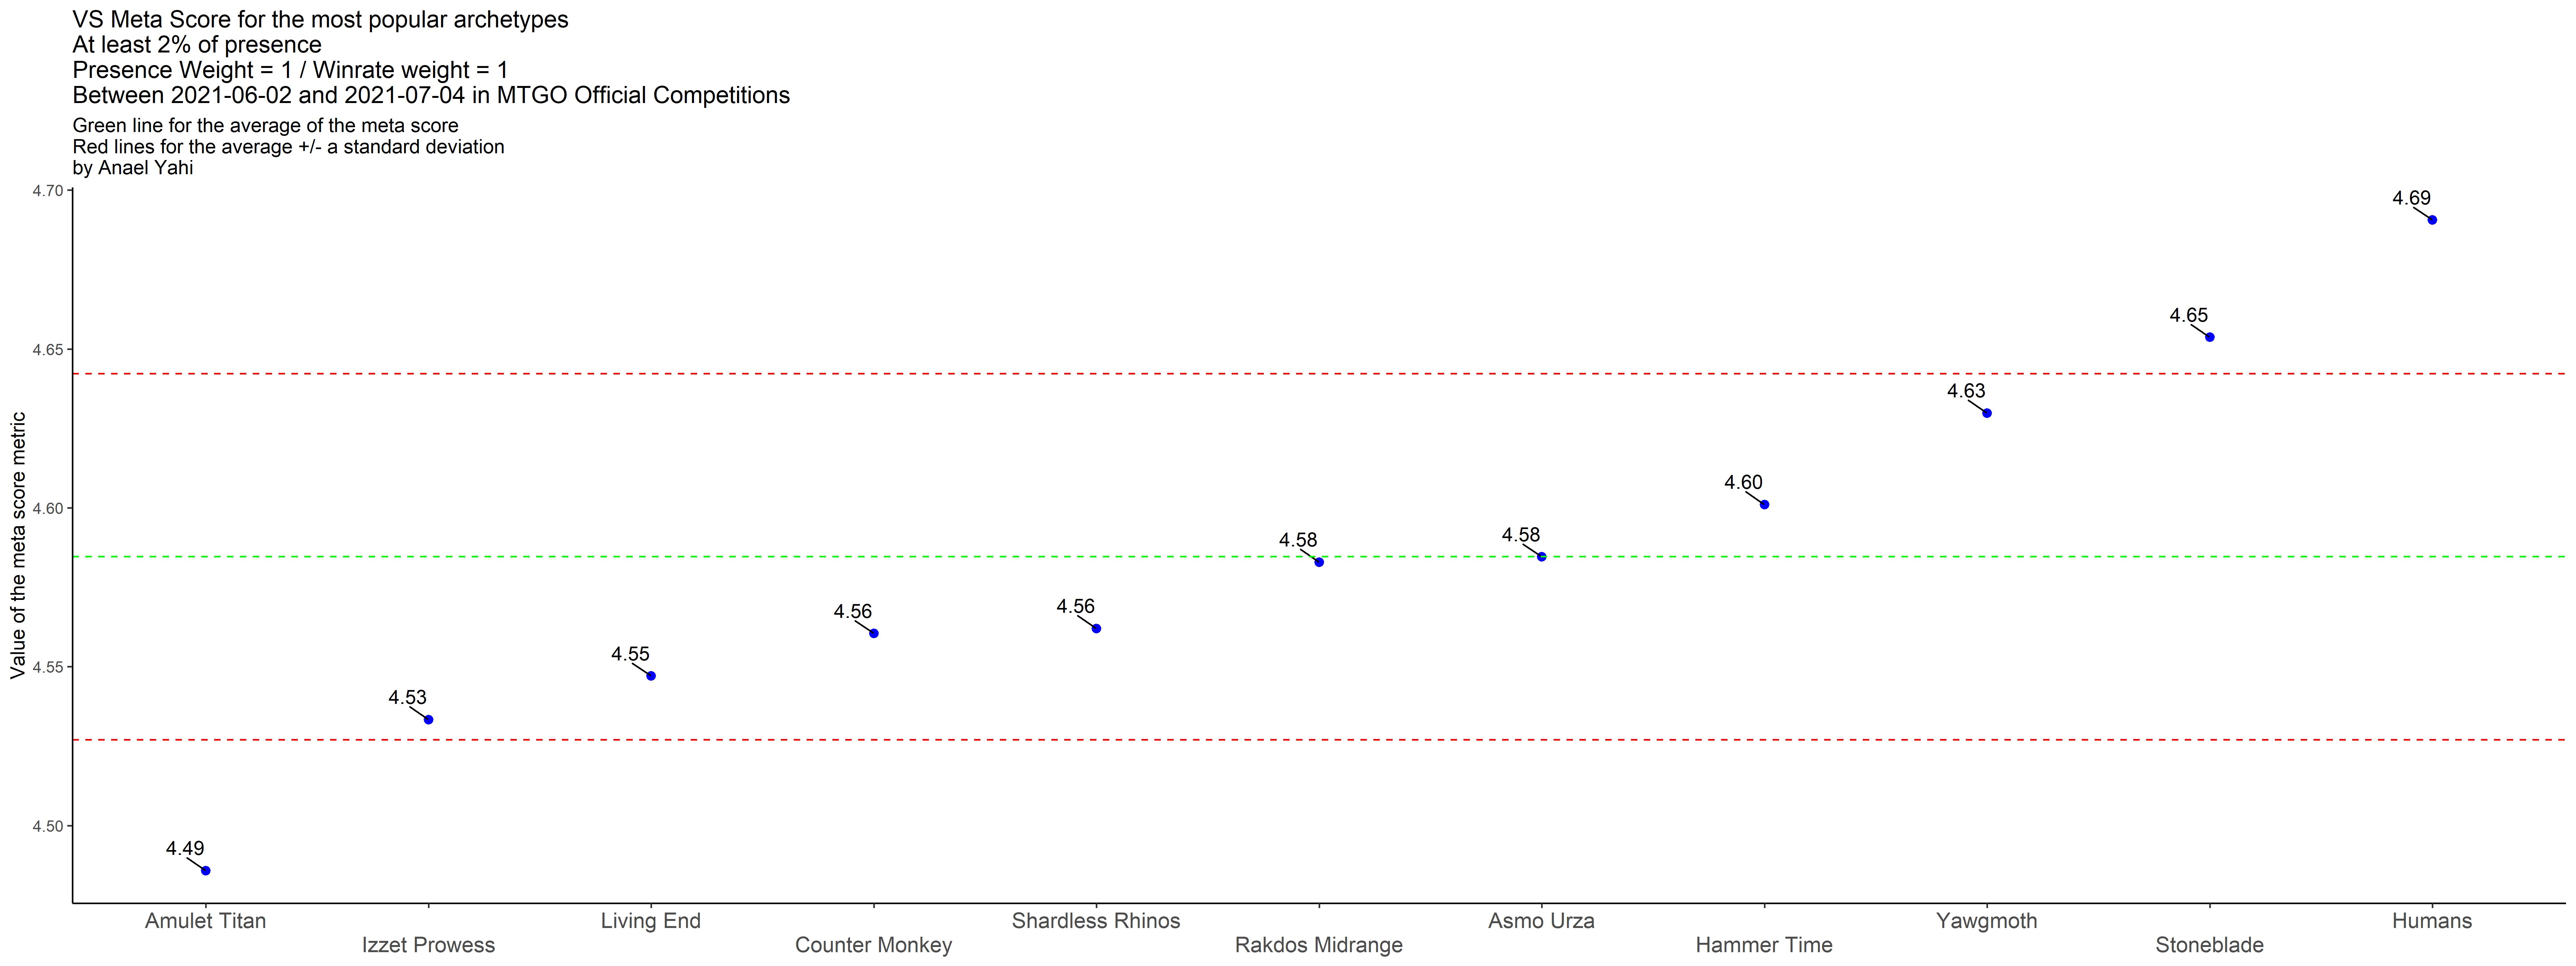 VS Meta Score for the most popular archetypes
At least 2% of presence
Presence Weight = 1 / Winrate weight = 1
Between 2021-06-02 and 2021-07-04 in MTGO Official Competitions
Green line for the average of the meta score
Red lines for the average +/- a standard deviation
by Anael Yahi
Value of the meta score metric
4.70
4.65
4.60
4.55
4.50
4.49
4.53
4.55
4.56
4.56
4.58
4.58
4.60
4.63
4.65
4.69
Amulet Titan
Izzet Prowess
Living End
Counter Monkey
Shardless Rhinos
Rakdos Midrange
Asmo Urza
Hammer Time
Yawgmoth
Stoneblade
Humans